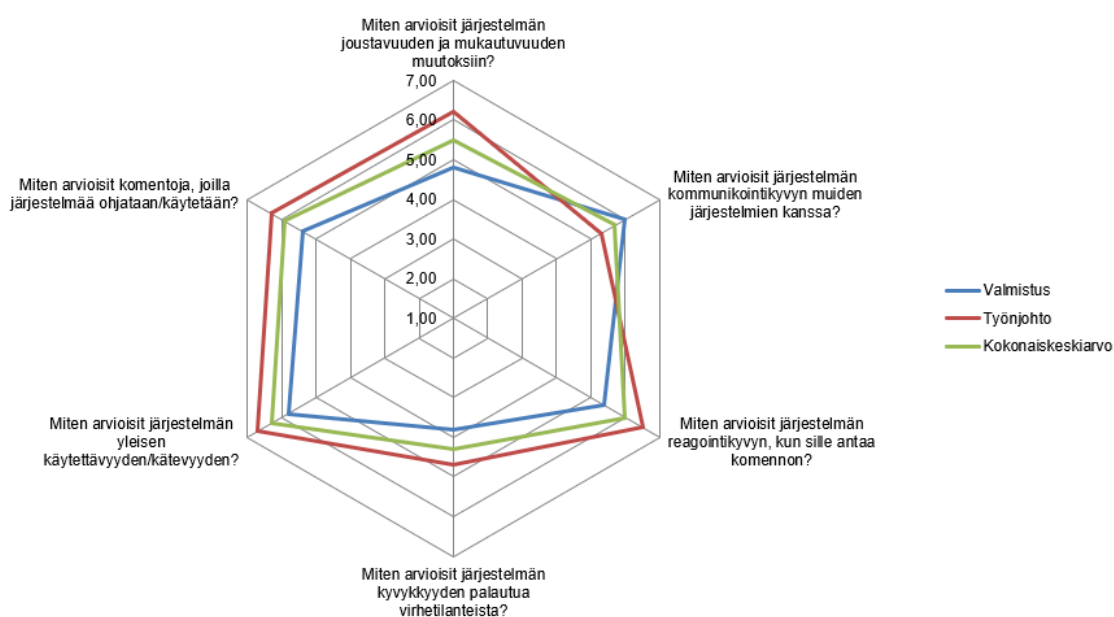 Miten arvioisit järjestelmän
joustavuuden ja mukautuvuuden
muutoksiin?
7,00
6,00
5,00
4,00
3,00
2,00
1,00
Miten arvioisit järjestelmän
kommunikointikyvyn muiden
järjestelmien kanssa?
Miten arvioisit komentoja, joilla
järjestelmää ohjataan/käytetään?
Valmistus
Työnjohto
Kokonaiskeskiarvo
Miten arvioisit järjestelmän
yleisen
käytettävyyden/kätevyyden?
Miten arvioisit järjestelmän
reagointikyvyn, kun sille antaa
komennon?
Miten arvioisit järjestelmän
kyvykkyyden palautua
virhetilanteista?